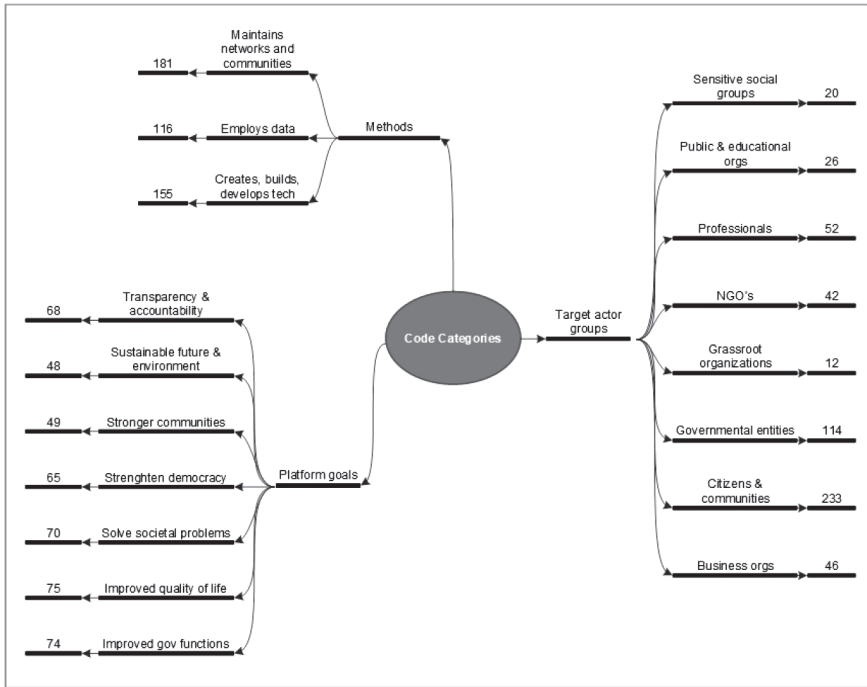 Maintains
networks and
communities
181
Employs data
116
Methods
Creates, builds,
develops tech
155
Code Categories
Transparency &
accountability
68
Sustainable future &
environment
48
Stronger communities
49
Strenghten democracy
65
Platform goals
Solve societal problems
70
Improved quality of life
75
Improved gov functions
74
Target actor
groups
Sensitive social
groups
20
Public & educational
orgs
26
Professionals
52
NGO's
42
Grassroot
organizations
12
Governmental entities
114
Citizens &
communities
233
Business orgs
46